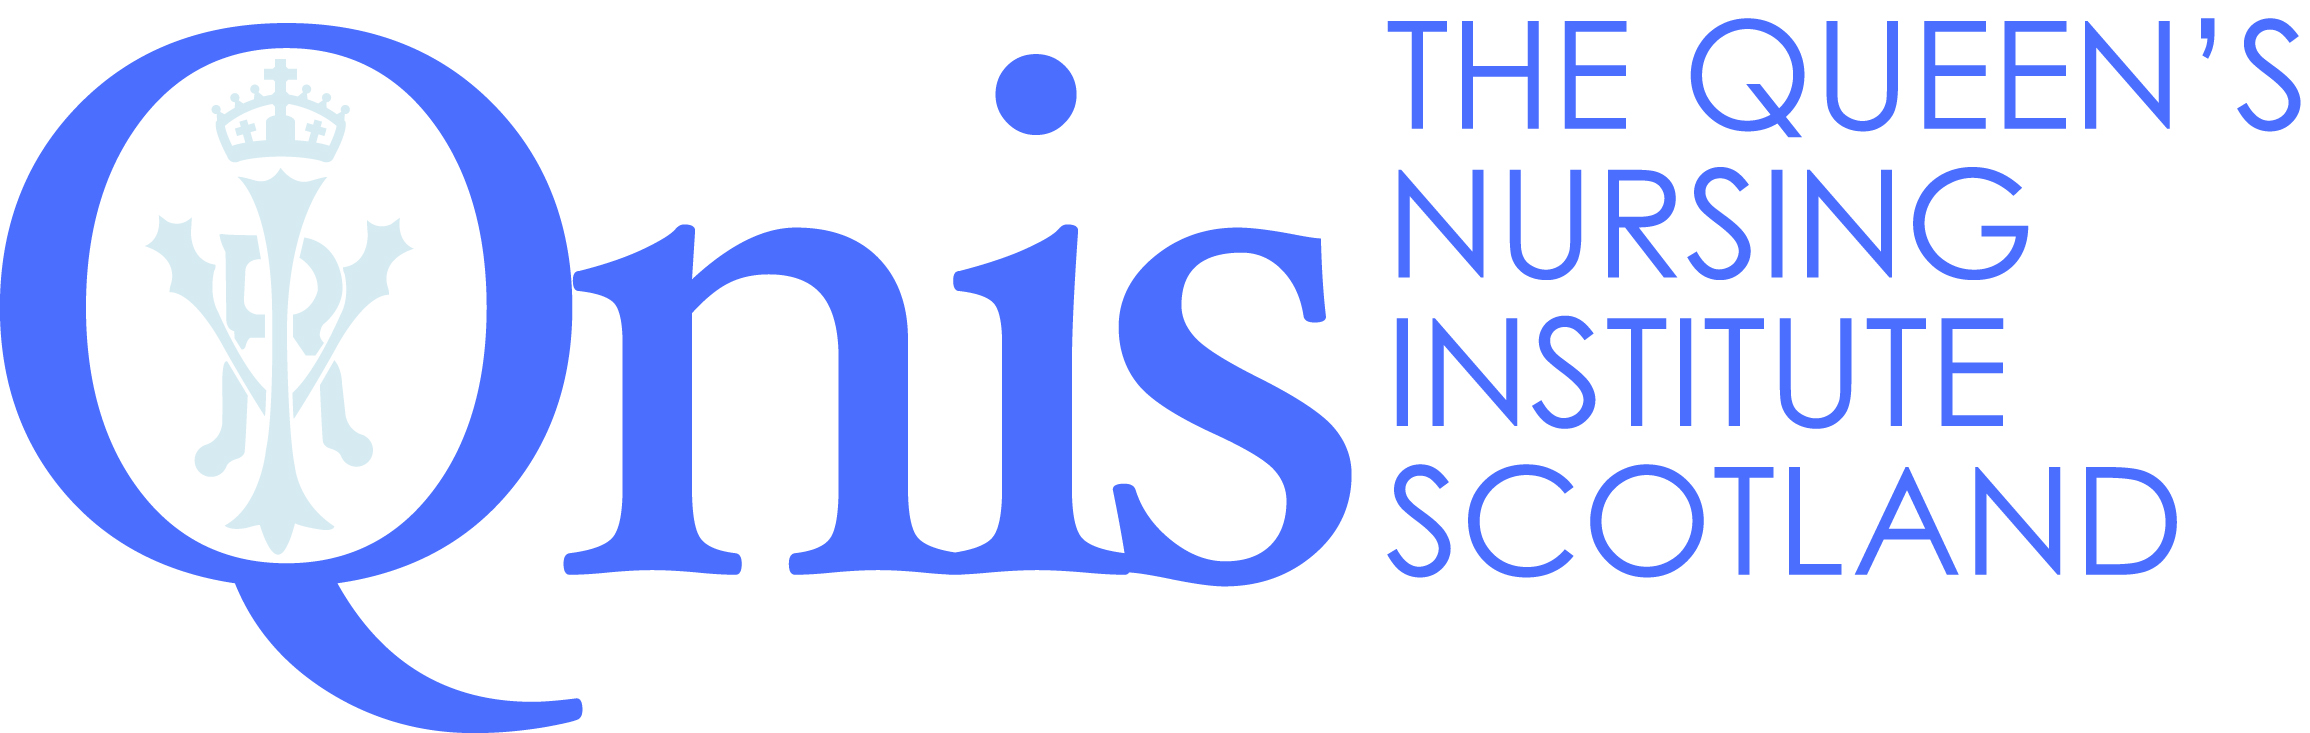 Qnis
THE QUEEN’S
NURSING
INSTITUTE
SCOTLAND